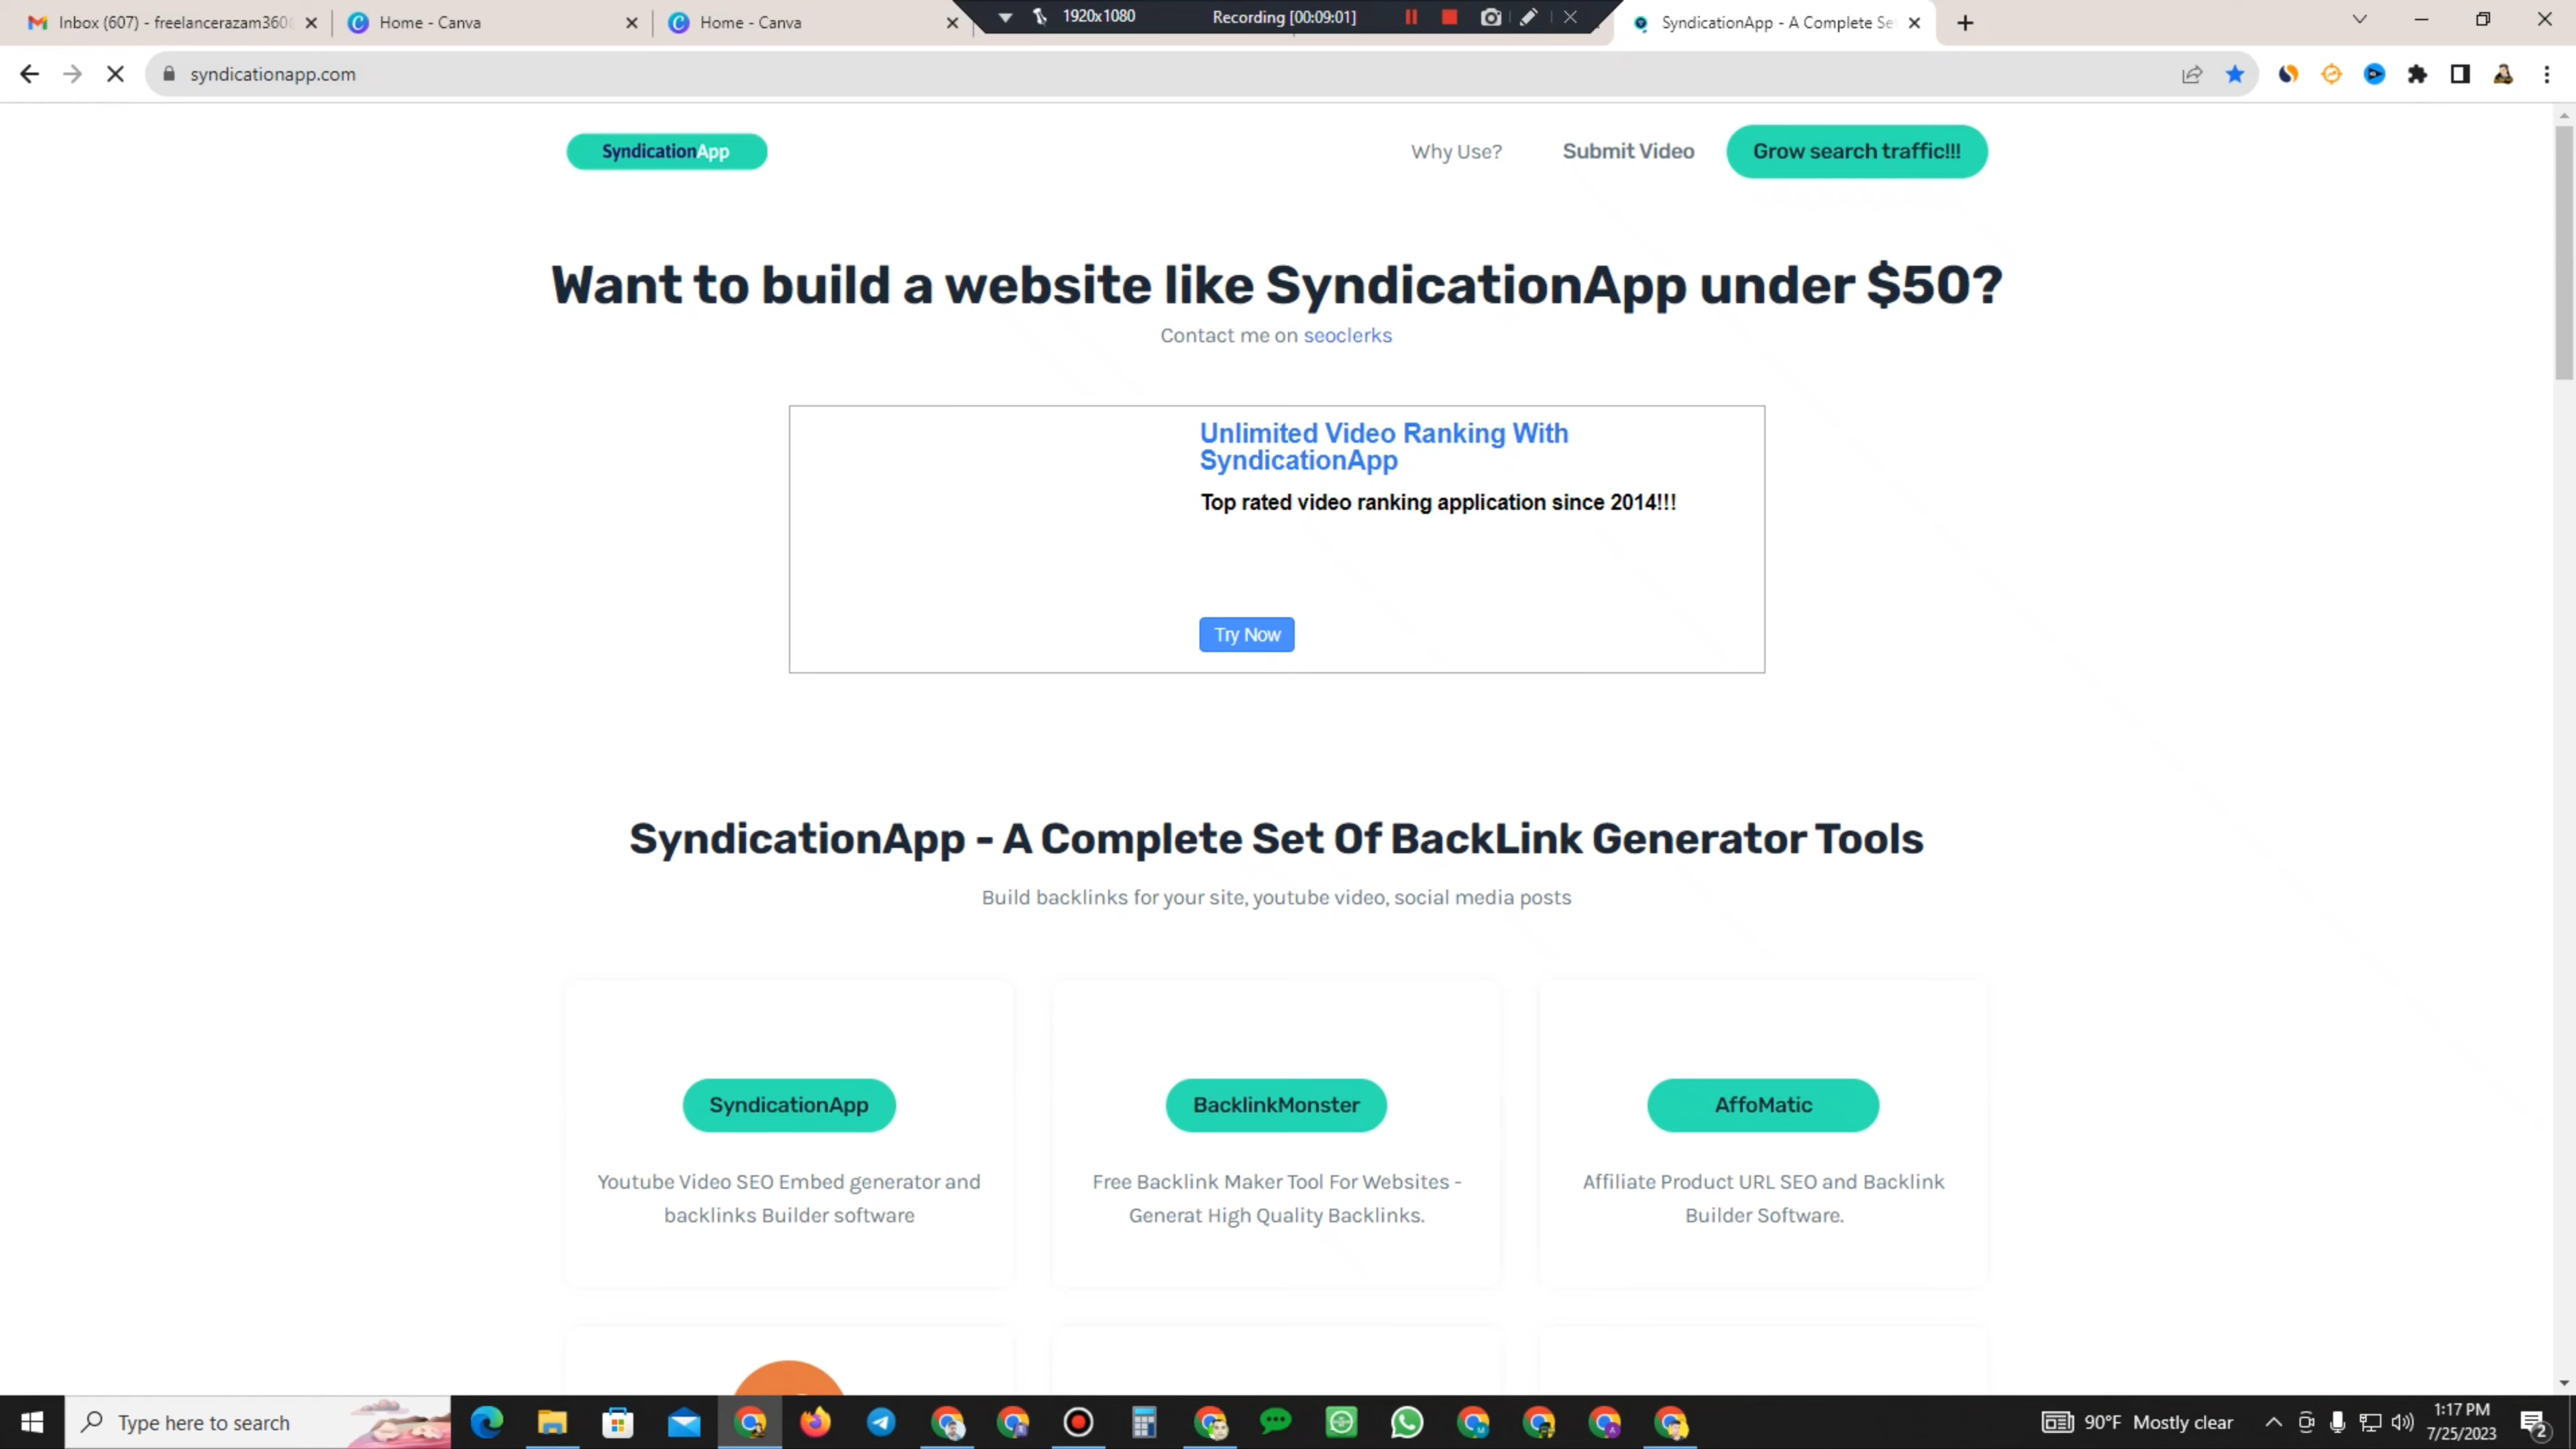 Inbox (607) - freelancerazam360
Home - Canva
Home - Canva
1920x1080
Recording [00:09:01]
SyndicationApp - A Complete Se
syndicationapp.com
SyndicationApp
Why Use?
Submit Video
Grow search traffic!!!
Want to build a website like SyndicationApp under $50?
Contact me on seoclerks
Unlimited Video Ranking With
SyndicationApp
Top rated video ranking application since 2014!!!
Try Now
SyndicationApp - A Complete Set Of BackLink Generator Tools
Build backlinks for your site, youtube video, social media posts
SyndicationApp
Youtube Video SEO Embed generator and
backlinks Builder software
BacklinkMonster
Free Backlink Maker Tool For Websites -
Generat High Quality Backlinks.
AffoMatic
Affiliate Product URL SEO and Backlink
Builder Software.
Type here to search
90°F Mostly clear
1:17 PM
7/25/2023
2